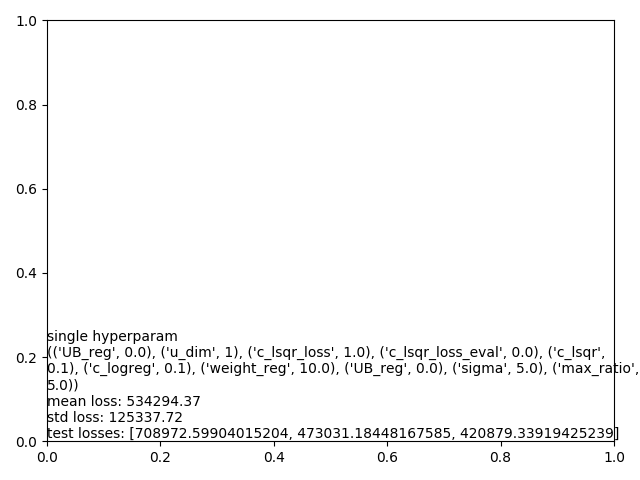 1.0
0.8
0.6
0.4
0.2
0.0
single hyperparam
(('UB_reg', 0.0), ('u_dim', 1), ('c_lsqr_loss', 1.0), ('c_lsqr_loss_eval', 0.0), ('c_lsqr',
0.1), ('c_logreg', 0.1), ('weight_reg', 10.0), ('UB_reg', 0.0), ('sigma', 5.0), ('max_ratio',
5.0))
mean loss: 534294.37
std loss: 125337.72
test losses: [708972.59904015204, 473031.18448167585, 420879.33919425239]
0.0 0.2 0.4 0.6 0.8 1.0